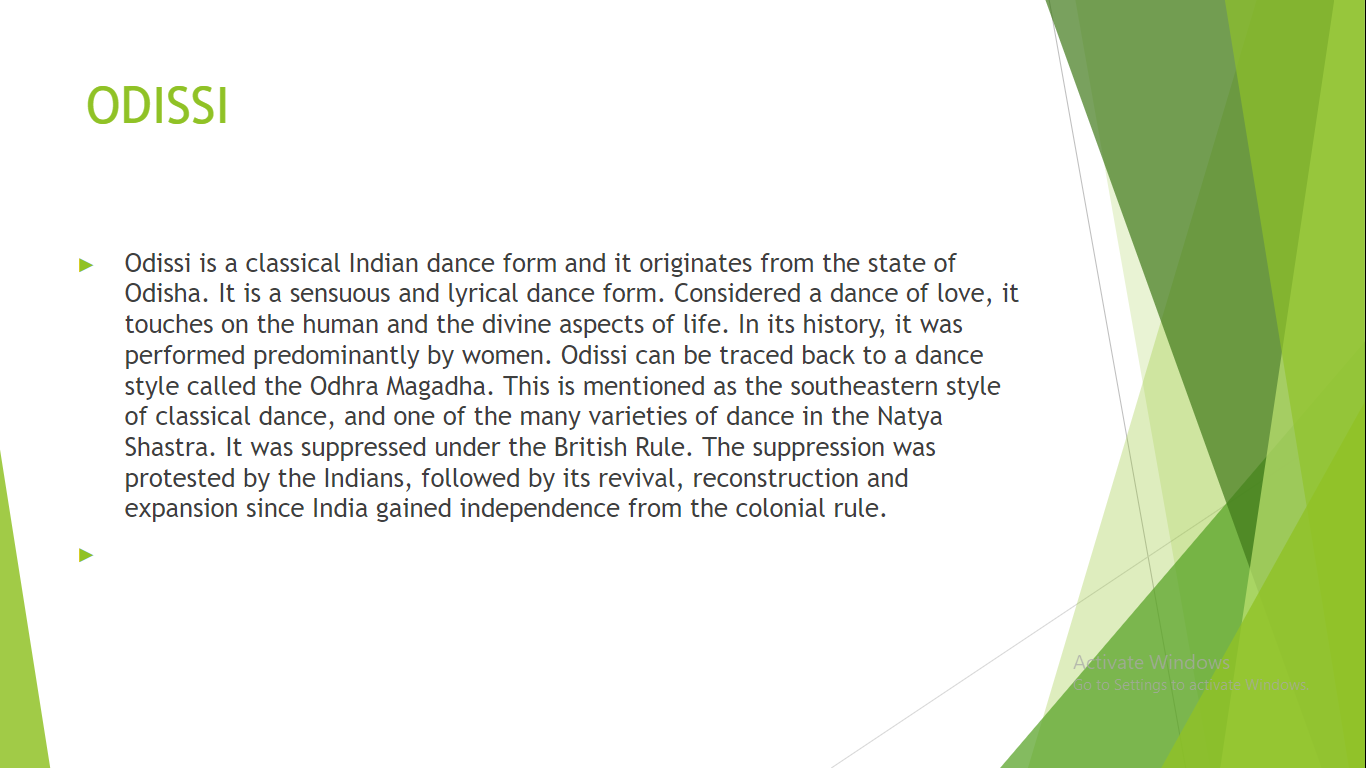 ODISSI
Odissi is a classical Indian dance form and it originates from the state of
Odisha. It is a sensuous and lyrical dance form. Considered a dance of love, it
touches on the human and the divine aspects of life. In its history, it was
performed predominantly by women. Odissi can be traced back to a dance
style called the Odhra Magadha. This is mentioned as the southeastern style
of classical dance, and one of the many varieties of dance in the Natya
Shastra. It was suppressed under the British Rule. The suppression was
protested by the Indians, followed by its revival, reconstruction and
expansion since India gained independence from the colonial rule.
Activate Windows
Go to Settings to activate Windows.